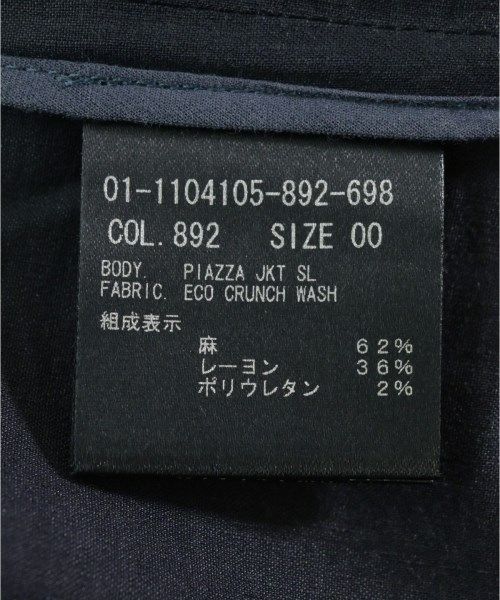 01-1104105-892-698
COL. 892 SIZE 00
BODY. PIAZZA JKT SL
FABRIC. ECO CRUNCH WASH
組成表示
麻 62%
レーヨン 36%
ポリウレタン 2%